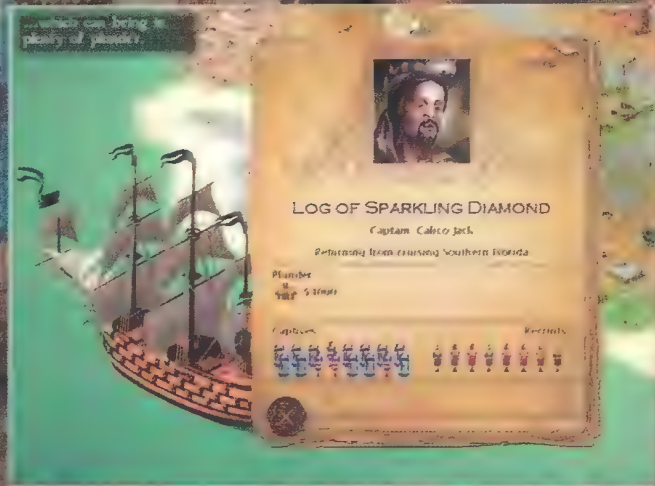 ... which can bring in
plenty of plunder!
LOG OF SPARKLING DIAMOND
Captain Calico Jack
Returning from cruising Southern Florida
Plunder
Captives
Recruits